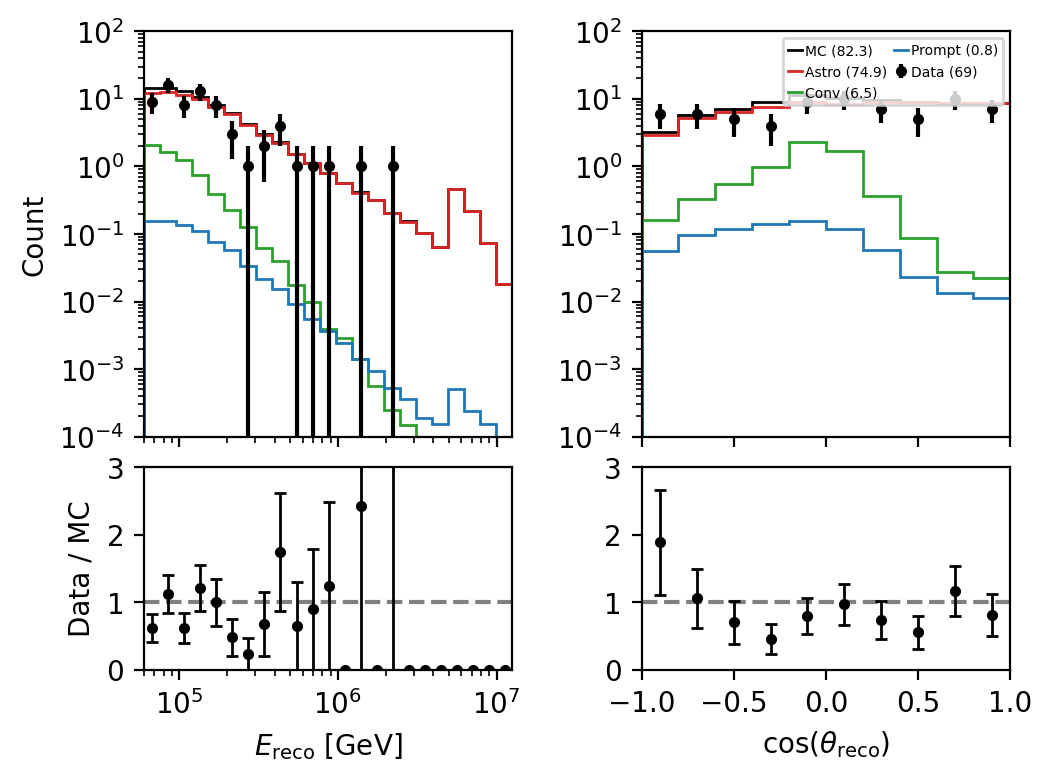 Count
10²
10¹
10⁰
10⁻¹
10⁻²
10⁻³
10⁻⁴
10²
10¹
10⁰
10⁻¹
10⁻²
10⁻³
10⁻⁴
MC (82.3)
Astro (74.9)
Conv (6.5)
Prompt (0.8)
Data (69)
Data / MC
3
2
1
0
10⁵ 10⁶ 10⁷
E_reco [GeV]
3
2
1
0
−1.0 −0.5 0.0 0.5 1.0
cos(θ_reco)